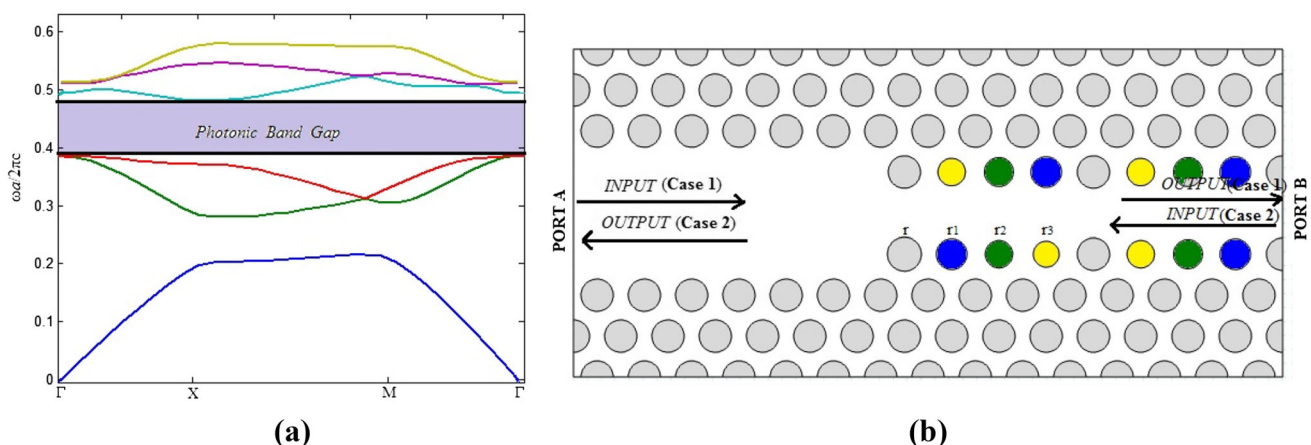 0.6
0.5
0.4
0.3
0.2
0.1
0
ωa/2πc
Photonic Band Gap
Γ X M Γ
(a)
PORT A
INPUT (Case 1)
OUTPUT (Case 2)
OUTPUT (Case 1)
INPUT (Case 2)
PORT B
r r1 r2 r3
(b)